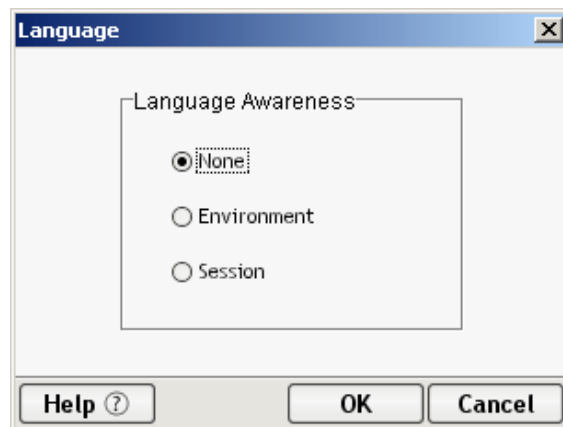 Language
Language Awareness
None
Environment
Session
Help ?
OK
Cancel